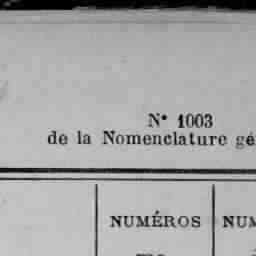 N° 1003
de la Nomenclature gé
NUMÉROS NUM